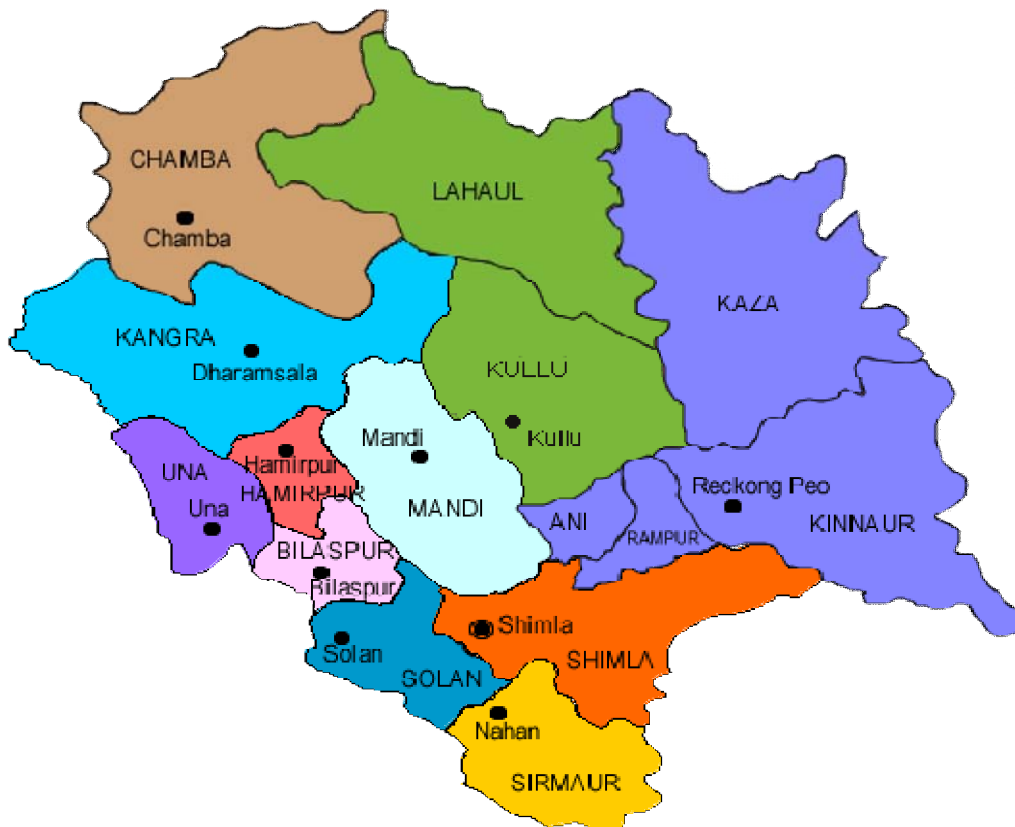 CHAMBA
Chamba
LAHAUL
KAZA
KANGRA
Dharamsala
KULLU
Kullu
Mandi
MANDI
Hamirpur
HAMIRPUR
UNA
Una
Reckong Peo
KINNAUR
ANI
RAMPUR
BILASPUR
Bilaspur
Shimla
SHIMLA
Solan
SOLAN
Nahan
SIRMAUR